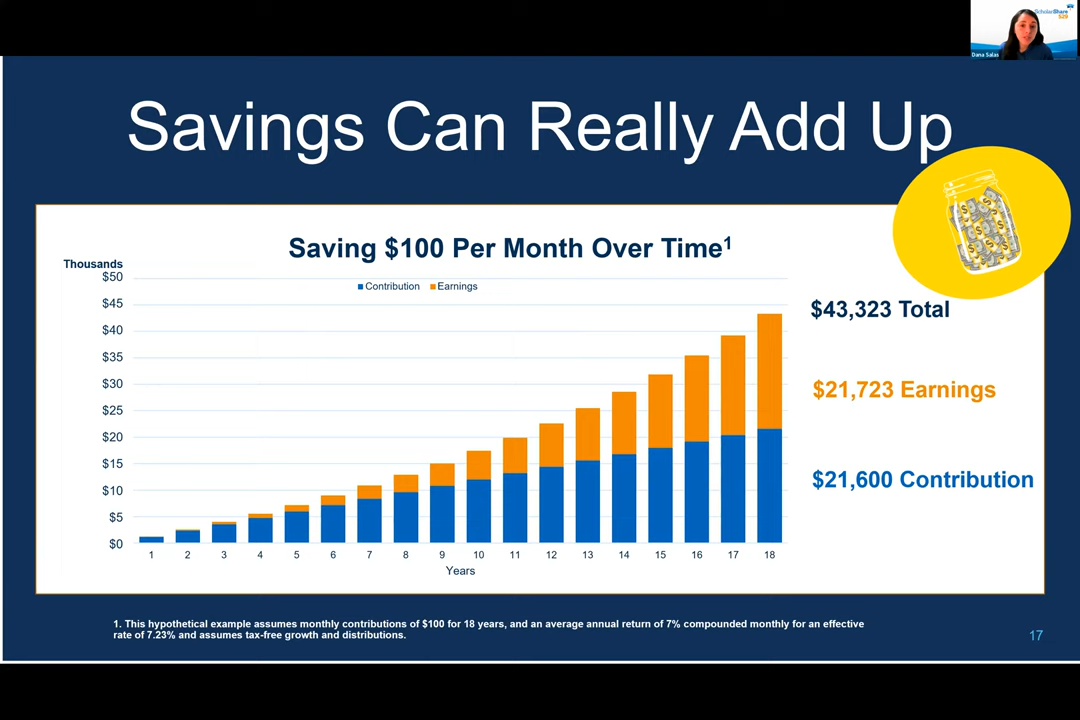 ScholarShare
529
Dana Salas
Savings Can Really Add Up
Saving $100 Per Month Over Time1
Thousands
Contribution Earnings
$50
$45
$40
$35
$30
$25
$20
$15
$10
$5
$0
1 2 3 4 5 6 7 8 9 10 11 12 13 14 15 16 17 18
Years
$43,323 Total
$21,723 Earnings
$21,600 Contribution
1. This hypothetical example assumes monthly contributions of $100 for 18 years, and an average annual return of 7% compounded monthly for an effective
rate of 7.23% and assumes tax-free growth and distributions.
17